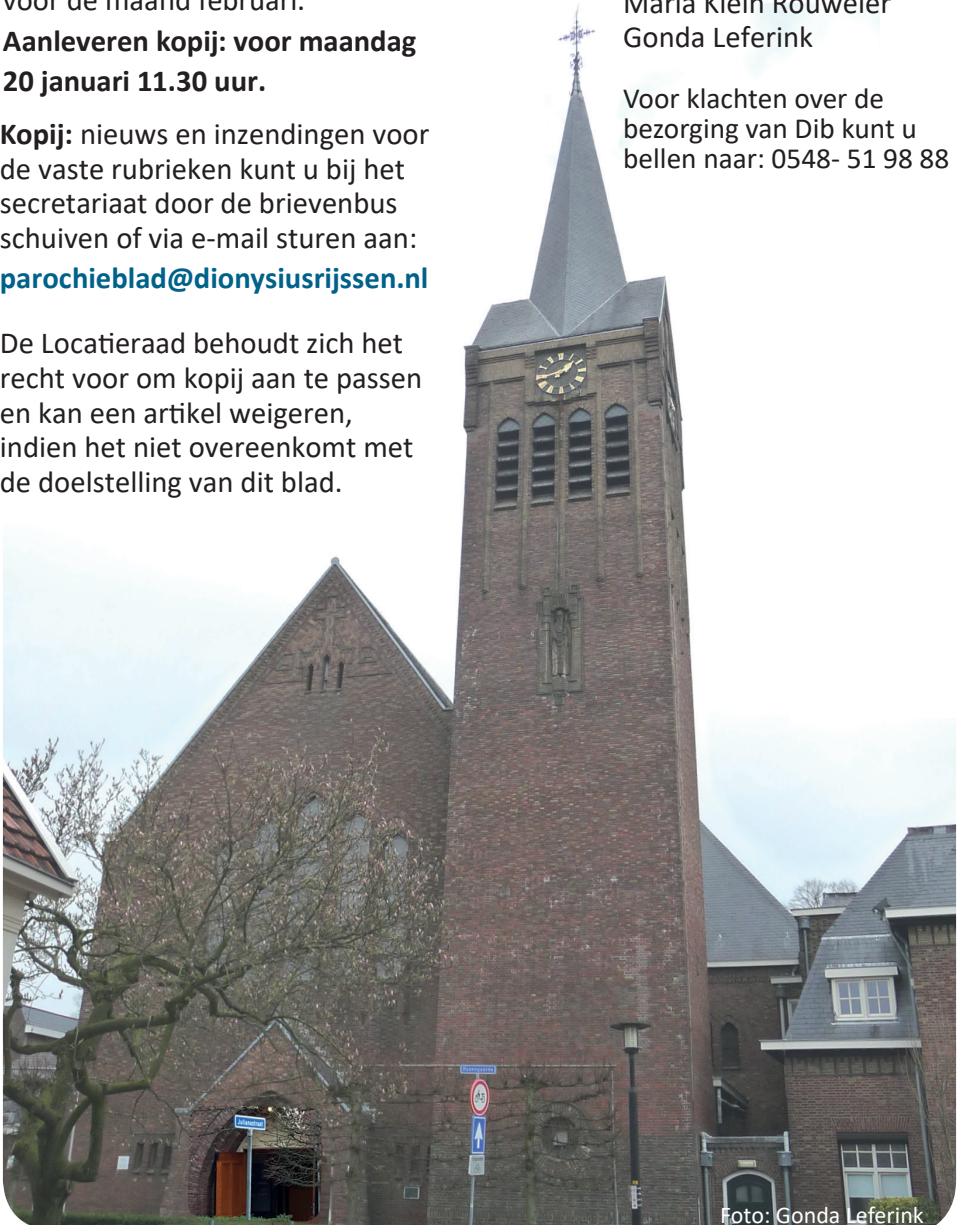 voor de maand februari.
Aanleveren kopij: voor maandag
20 januari 11.30 uur.
Kopij: nieuws en inzendingen voor
de vaste rubrieken kunt u bij het
secretariaat door de brievenbus
schuiven of via e-mail sturen aan:
parochieblad@dionysiusrijssen.nl
De Locatieraad behoudt zich het
recht voor om kopij aan te passen
en kan een artikel weigeren,
indien het niet overeenkomt met
de doelstelling van dit blad.
Maria Klein Rouweler
Gonda Leferink
Voor klachten over de
bezorging van Dib kunt u
bellen naar: 0548- 51 98 88
Julianastraat
Foto: Gonda Leferink